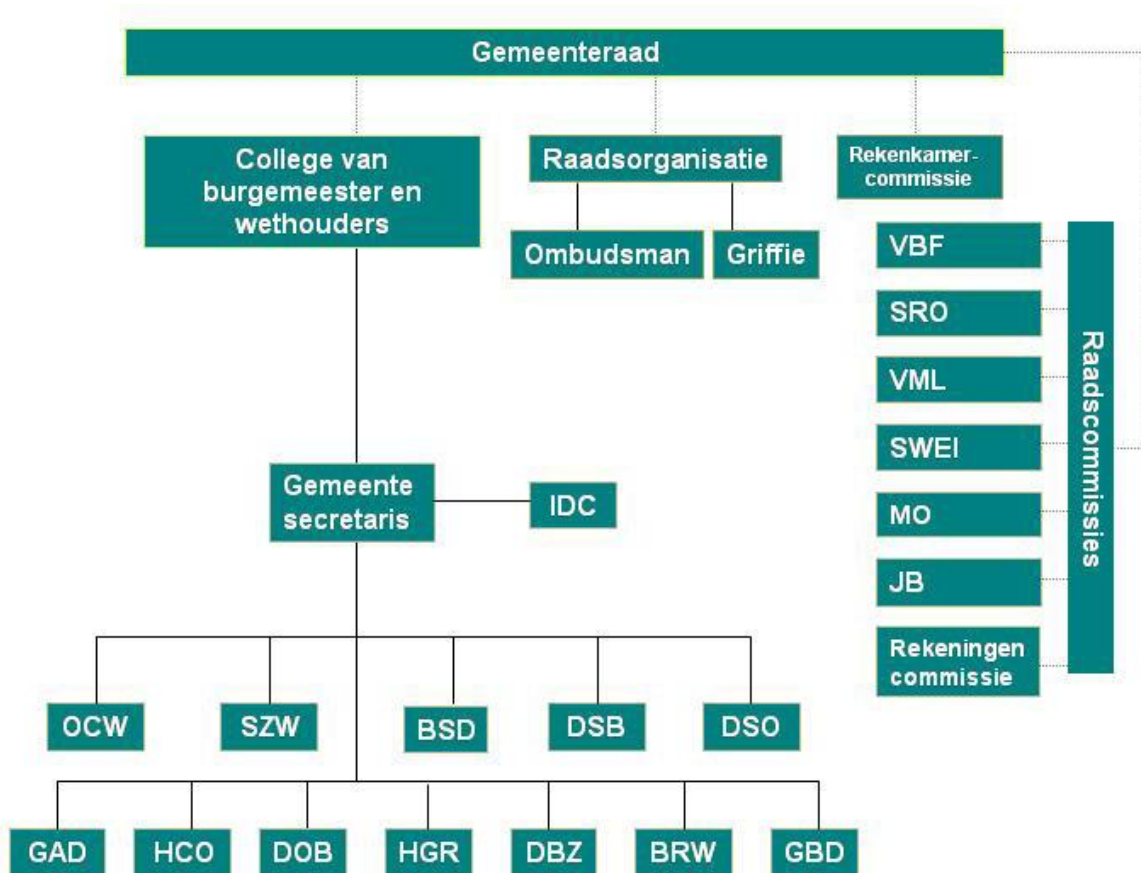 Gemeenteraad
College van
burgemeester en
wethouders
Raadsorganisatie
Rekenkamer-
commissie
Ombudsman
Griffie
VBF
SRO
VML
SWEI
MO
JB
Rekeningen
commissie
Raadscommissies
Gemeente
secretaris
IDC
OCW
SZW
BSD
DSB
DSO
GAD
HCO
DOB
HGR
DBZ
BRW
GBD